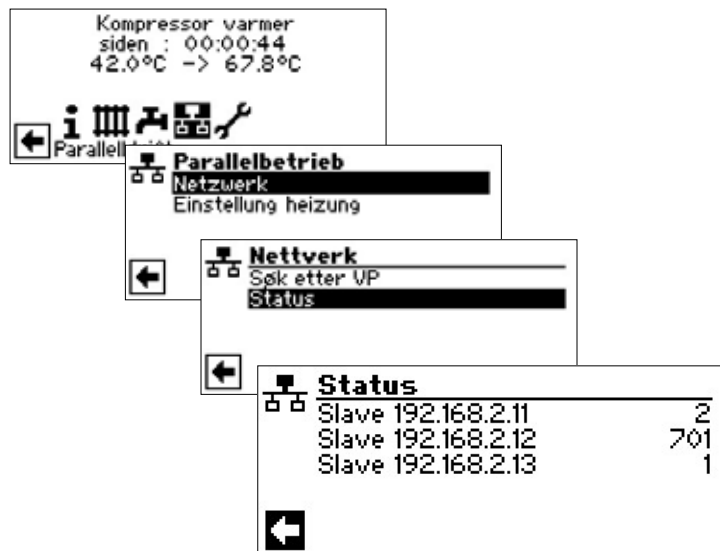 Kompressor varmer
siden : 00:00:44
42.0°C -> 67.8°C
Parallelbetrieb
Netzwerk
Einstellung heizung
Nettverk
Søk etter VP
Status
Status
Slave 192.168.2.11 2
Slave 192.168.2.12 701
Slave 192.168.2.13 1